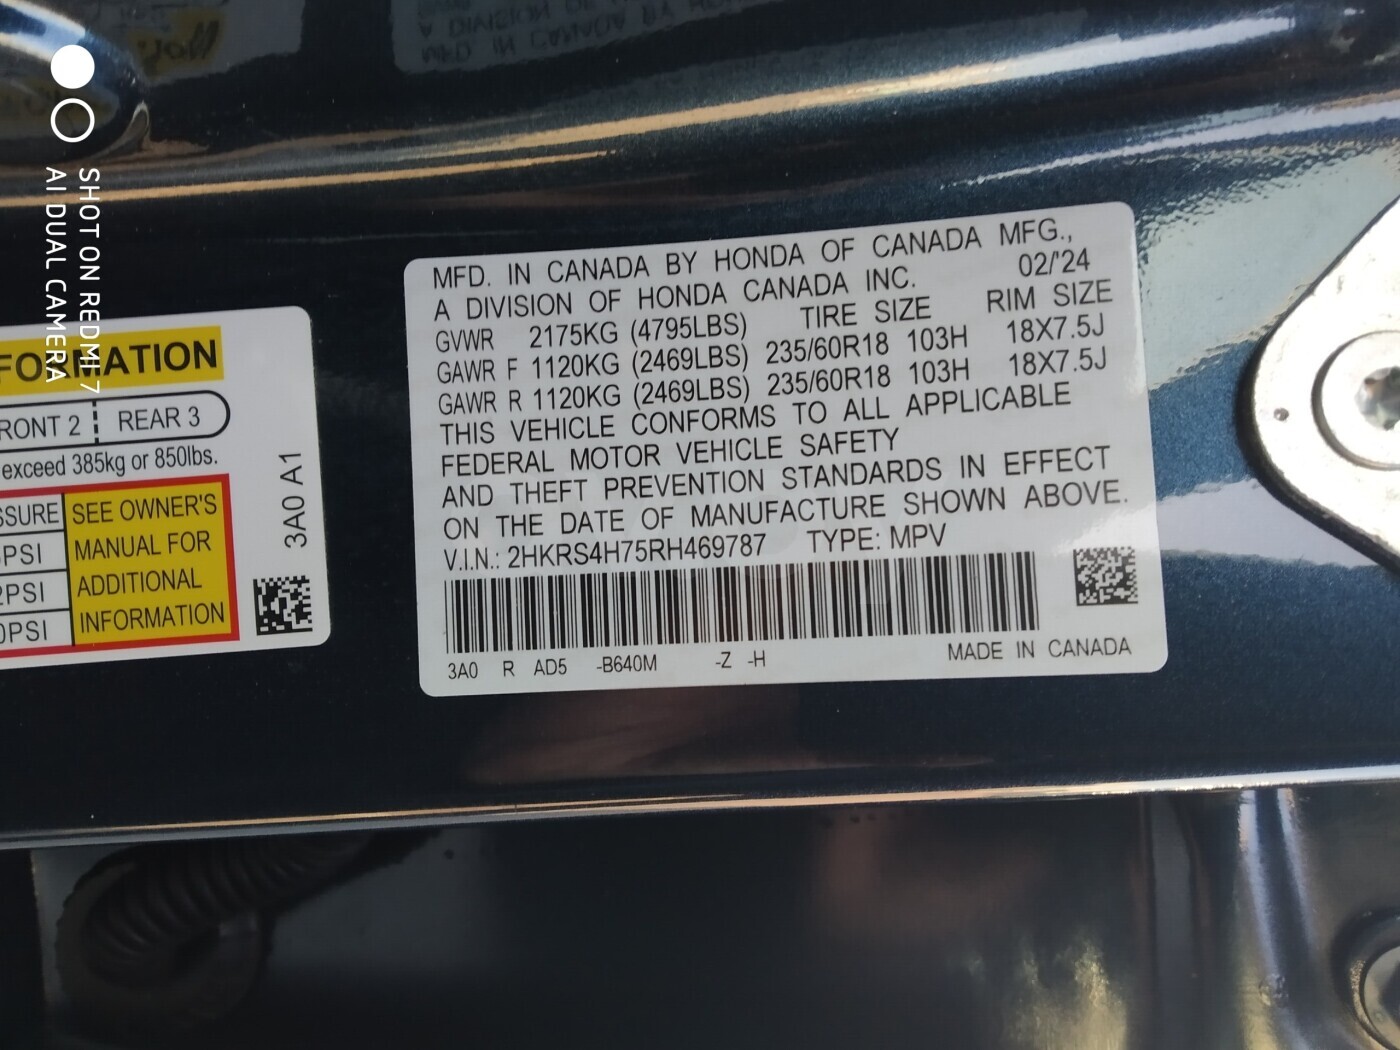 SHOT ON REDMI 7
AI DUAL CAMERA
FORMATION
FRONT 2 REAR 3
exceed 385kg or 850lbs.
SSURE SEE OWNER'S
PSI MANUAL FOR
2PSI ADDITIONAL
0PSI INFORMATION
3A0 A1
MFD. IN CANADA BY HONDA OF CANADA MFG.,
A DIVISION OF HONDA CANADA INC. 02/'24
GVWR 2175KG (4795LBS) TIRE SIZE RIM SIZE
GAWR F 1120KG (2469LBS) 235/60R18 103H 18X7.5J
GAWR R 1120KG (2469LBS) 235/60R18 103H 18X7.5J
THIS VEHICLE CONFORMS TO ALL APPLICABLE
FEDERAL MOTOR VEHICLE SAFETY
AND THEFT PREVENTION STANDARDS IN EFFECT
ON THE DATE OF MANUFACTURE SHOWN ABOVE.
V.I.N.: 2HKRS4H75RH469787 TYPE: MPV
3A0 R AD5 -B640M -Z -H MADE IN CANADA